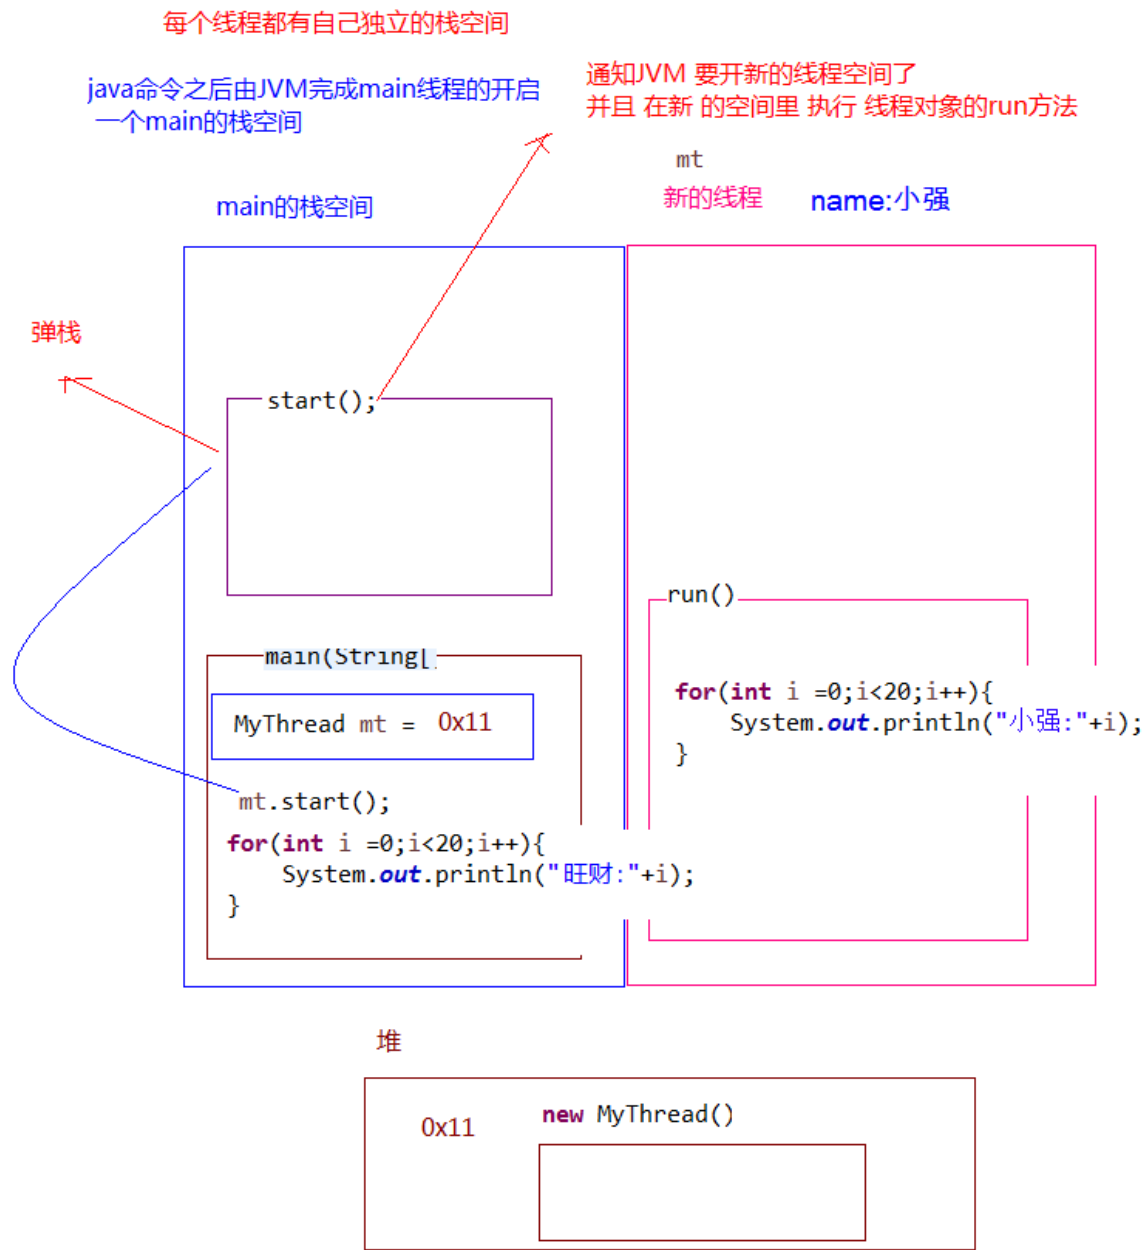 每个线程都有自己独立的栈空间
java命令之后由JVM完成main线程的开启
一个main的栈空间
通知JVM 要开新的线程空间了
并且 在新 的空间里 执行 线程对象的run方法
mt
新的线程
name:小强
main的栈空间
弹栈
start();
run()
for(int i =0;i<20;i++){
System.out.println("小强:"+i);
}
main(String[
MyThread mt = 0x11
mt.start();
for(int i =0;i<20;i++){
System.out.println("旺财:"+i);
}
堆
0x11
new MyThread()